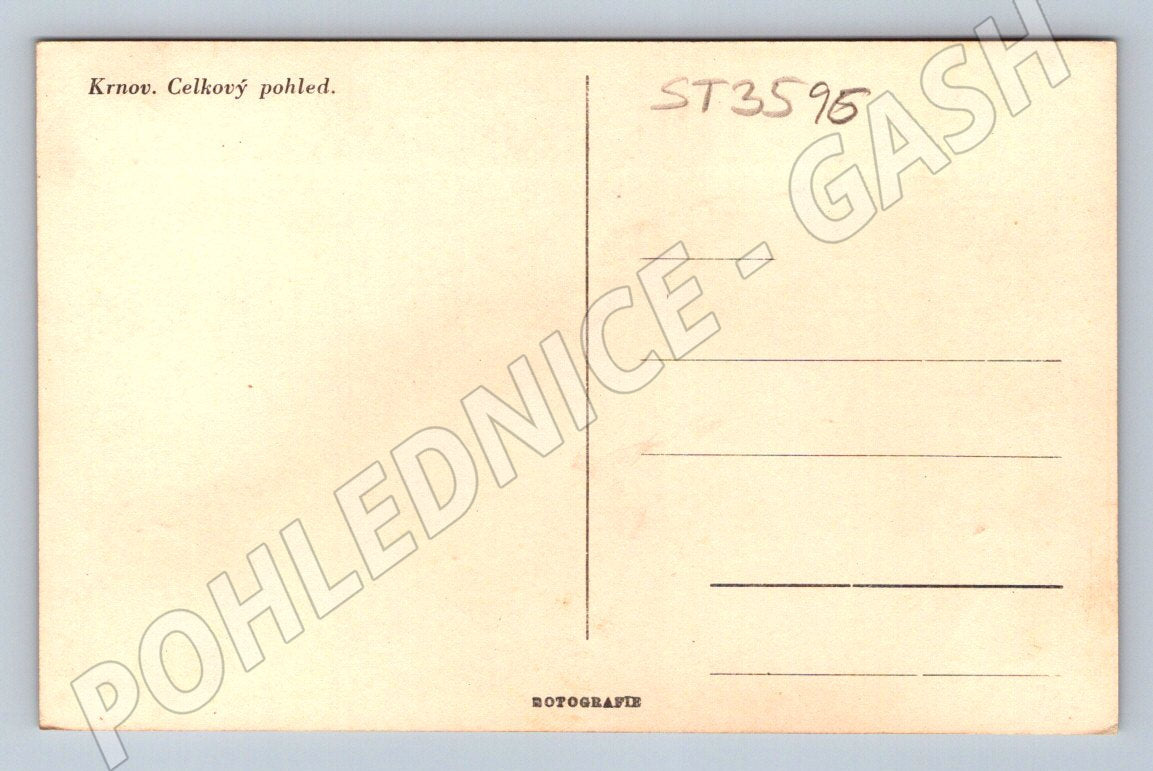 Krnov. Celkový pohled.
ST3595
POHLEDNICE - GASH
ROTOGRAFIE